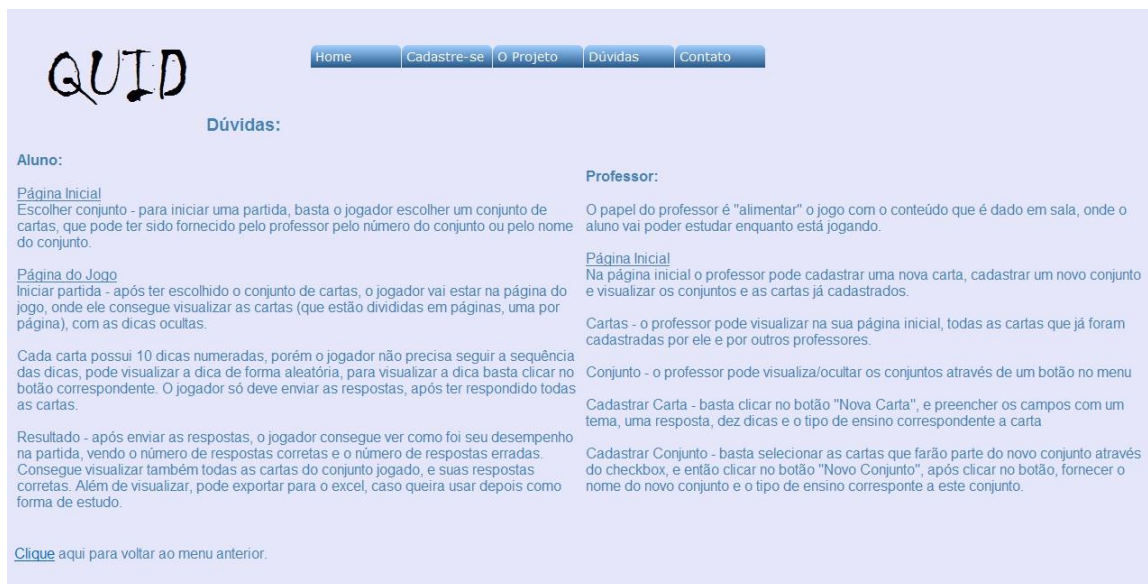 QUID
Home
Cadastre-se
O Projeto
Dúvidas
Contato
Dúvidas:
Aluno:
Página Inicial
Escolher conjunto - para iniciar uma partida, basta o jogador escolher um conjunto de
cartas, que pode ter sido fornecido pelo professor pelo número do conjunto ou pelo nome
do conjunto.
Página do Jogo
Iniciar partida - após ter escolhido o conjunto de cartas, o jogador vai estar na página do
jogo, onde ele consegue visualizar as cartas (que estão divididas em páginas, uma por
página), com as dicas ocultas.
Cada carta possui 10 dicas numeradas, porém o jogador não precisa seguir a sequência
das dicas, pode visualizar a dica de forma aleatória, para visualizar a dica basta clicar no
botão correspondente. O jogador só deve enviar as respostas, após ter respondido todas
as cartas.
Resultado - após enviar as respostas, o jogador consegue ver como foi seu desempenho
na partida, vendo o número de respostas corretas e o número de respostas erradas.
Consegue visualizar também todas as cartas do conjunto jogado, e suas respostas
corretas. Além de visualizar, pode exportar para o excel, caso queira usar depois como
forma de estudo.
Professor:
O papel do professor é "alimentar" o jogo com o conteúdo que é dado em sala, onde o
aluno vai poder estudar enquanto está jogando.
Página Inicial
Na página inicial o professor pode cadastrar uma nova carta, cadastrar um novo conjunto
e visualizar os conjuntos e as cartas já cadastrados.
Cartas - o professor pode visualizar na sua página inicial, todas as cartas que já foram
cadastradas por ele e por outros professores.
Conjunto - o professor pode visualiza/ocultar os conjuntos através de um botão no menu
Cadastrar Carta - basta clicar no botão "Nova Carta", e preencher os campos com um
tema, uma resposta, dez dicas e o tipo de ensino correspondente a carta
Cadastrar Conjunto - basta selecionar as cartas que farão parte do novo conjunto através
do checkbox, e então clicar no botão "Novo Conjunto", após clicar no botão, fornecer o
nome do novo conjunto e o tipo de ensino corresponte a este conjunto.
Clique aqui para voltar ao menu anterior.